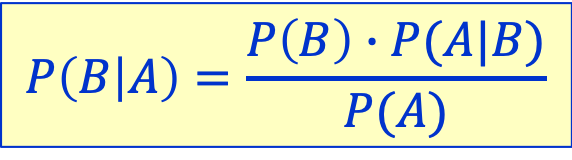 P(B|A) = P(B) · P(A|B) / P(A)